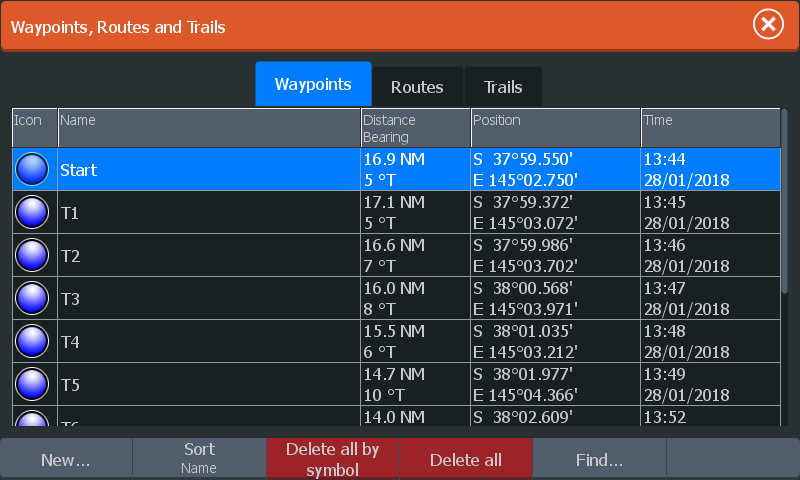 Waypoints, Routes and Trails
Waypoints Routes Trails
Icon Name Distance Bearing Position Time
Start 16.9 NM S 37°59.550' 13:44
5 °T E 145°02.750' 28/01/2018
T1 17.1 NM S 37°59.372' 13:45
5 °T E 145°03.072' 28/01/2018
T2 16.6 NM S 37°59.986' 13:46
7 °T E 145°03.702' 28/01/2018
T3 16.0 NM S 38°00.568' 13:47
8 °T E 145°03.971' 28/01/2018
T4 15.5 NM S 38°01.035' 13:48
6 °T E 145°03.212' 28/01/2018
T5 14.7 NM S 38°01.977' 13:49
10 °T E 145°04.366' 28/01/2018
T6 14.0 NM S 38°02.609' 13:52
New... Sort Name Delete all by symbol Delete all Find...